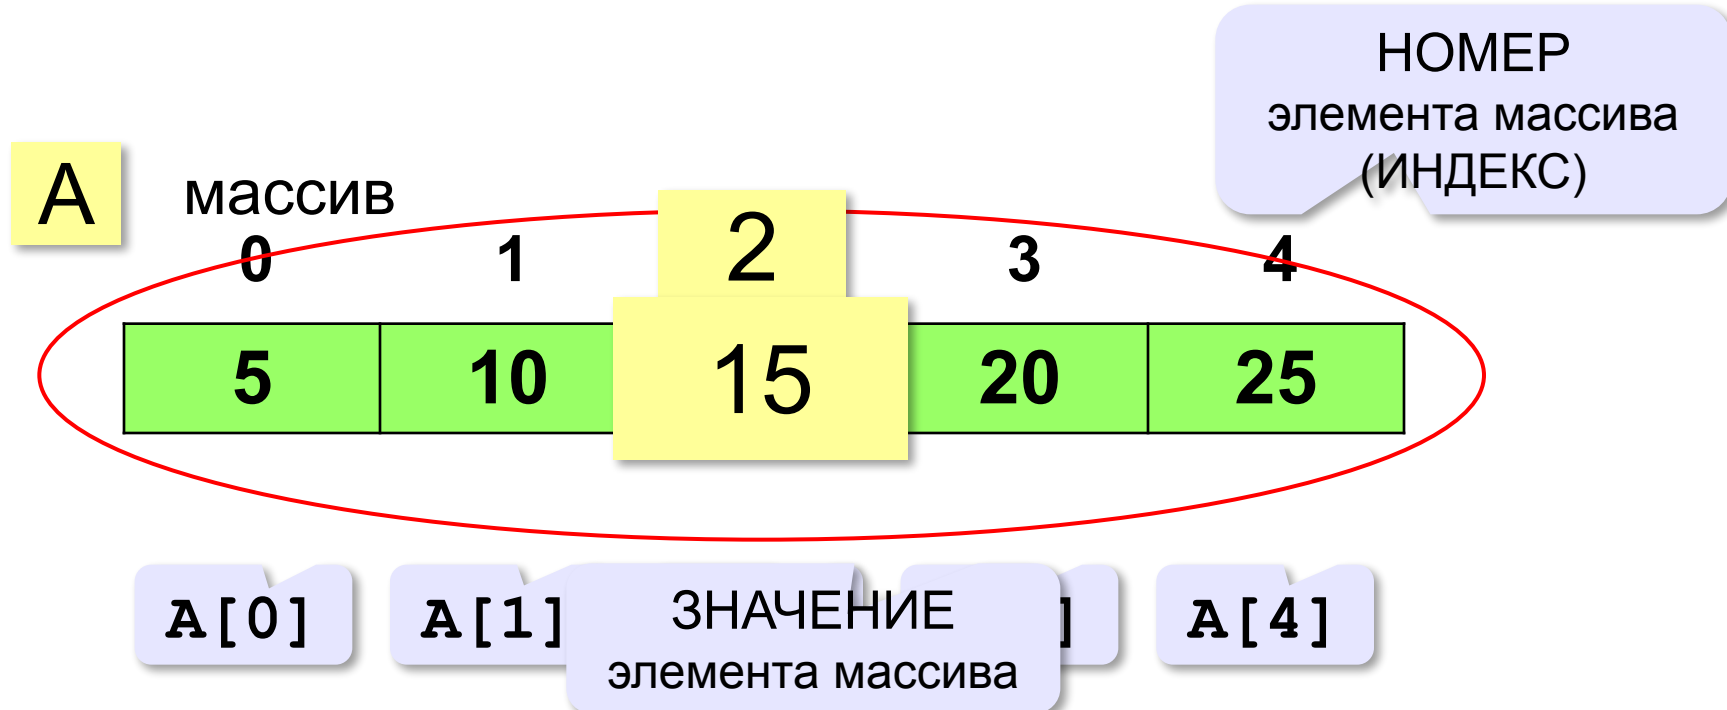 НОМЕР
элемента массива
(ИНДЕКС)
A массив
0 1 2 3 4
5 10 15 20 25
A[0] A[1] ] A[4]
ЗНАЧЕНИЕ
элемента массива